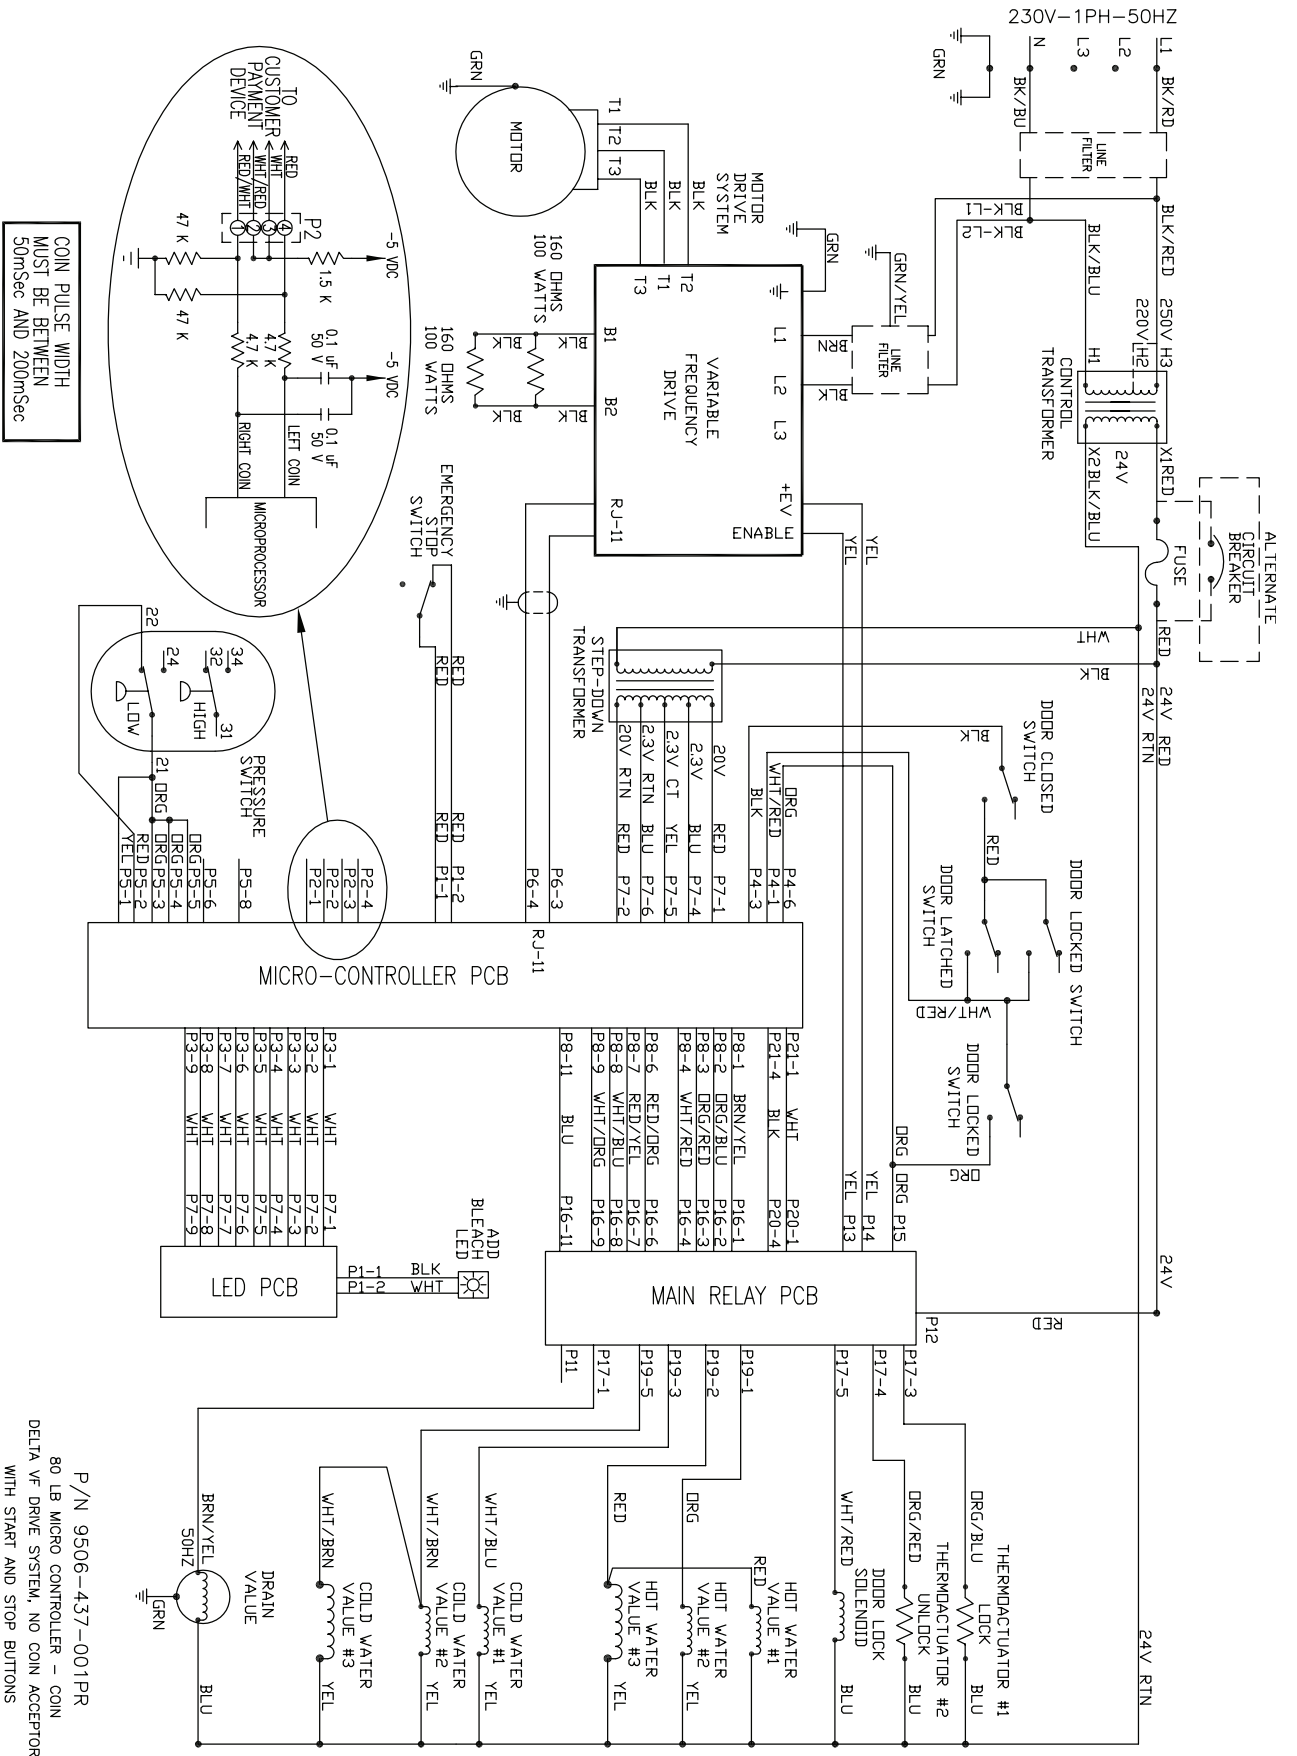 230V-1PH-50HZ
L1
L2
L3
N
GRN
BK/RD
BK/BU
LINE
FILTER
BLK/RED
BLK-L1
BLK-L2
BLK/BLU
250V
H3
220V
H2
H1
CONTROL
TRANSFORMER
X1
RED
24V
X2
BLK/BLU
ALTERNATE
CIRCUIT
BREAKER
FUSE
RED
24V RED
24V RTN
WHT
BLK
GRN
MOTOR
T1
T2
T3
BLK
BLK
BLK
MOTOR
DRIVE
SYSTEM
GRN
GRN/YEL
LINE
FILTER
BRN
BLK
T2
T1
T3
L1
L2
L3
VARIABLE
FREQUENCY
DRIVE
B1
B2
+EV
ENABLE
RJ-11
YEL
YEL
160 OHMS
100 WATTS
160 OHMS
100 WATTS
BLK
BLK
BLK
BLK
TO
CUSTOMER
PAYMENT
DEVICE
RED
WHT
WHT/RED
RED/WHT
P2
4
3
2
1
47 K
47 K
1.5 K
-5 VDC
-5 VDC
4.7 K
4.7 K
0.1 uF
50 V
0.1 uF
50 V
LEFT COIN
RIGHT COIN
MICROPROCESSOR
COIN PULSE WIDTH
MUST BE BETWEEN
50mSec AND 200mSec
EMERGENCY
STOP
SWITCH
RED
RED
RED
RED
P1-2
P1-1
STEP-DOWN
TRANSFORMER
20V
2.3V
2.3V CT
2.3V RTN
20V RTN
RED
BLU
YEL
BLU
RED
P7-1
P7-4
P7-5
P7-6
P7-2
P6-3
P6-4
RJ-11
DOOR CLOSED
SWITCH
BLK
ORG
WHT/RED
BLK
P4-6
P4-1
P4-3
RED
DOOR LATCHED
SWITCH
DOOR LOCKED SWITCH
WHT/RED
DOOR LOCKED
SWITCH
ORG
ORG
34
32
31
HIGH
24
22
21
LOW
PRESSURE
SWITCH
ORG
ORG
ORG
ORG
RED
YEL
P5-8
P5-6
P5-5
P5-4
P5-3
P5-2
P5-1
P2-4
P2-3
P2-2
P2-1
MICRO-CONTROLLER PCB
P21-1 WHT P20-1
P21-4 BLK P20-4
P8-1 BRN/YEL P16-1
P8-2 ORG/BLU P16-2
P8-3 ORG/RED P16-3
P8-4 WHT/RED P16-4
P8-6 RED/ORG P16-6
P8-7 RED/YEL P16-7
P8-8 WHT/BLU P16-8
P8-9 WHT/ORG P16-9
P8-11 BLU P16-11
P3-1 WHT P7-1
P3-2 WHT P7-2
P3-3 WHT P7-3
P3-4 WHT P7-4
P3-5 WHT P7-5
P3-6 WHT P7-6
P3-7 WHT P7-7
P3-8 WHT P7-8
P3-9 WHT P7-9
ORG P15
YEL P14
YEL P13
LED PCB
P1-1 BLK
P1-2 WHT
ADD
BLEACH
LED
MAIN RELAY PCB
P12
RED
24V
P17-3
P17-4
P17-5
P19-1
P19-2
P19-3
P19-5
P17-1
P11
ORG/BLU
THERMOACTUATOR #1
LOCK
BLU
ORG/RED
THERMOACTUATOR #2
UNLOCK
BLU
WHT/RED
DOOR LOCK
SOLENOID
BLU
RED
HOT WATER
VALUE #1
ORG
HOT WATER
VALUE #2
RED
HOT WATER
VALUE #3
YEL
WHT/BLU
COLD WATER
VALUE #1
YEL
WHT/BRN
COLD WATER
VALUE #2
YEL
WHT/BRN
COLD WATER
VALUE #3
YEL
BRN/YEL
50HZ
DRAIN
VALUE
GRN
BLU
24V RTN
P/N 9506-437-001PR
80 LB MICRO CONTROLLER - COIN
DELTA VF DRIVE SYSTEM, NO COIN ACCEPTOR
WITH START AND STOP BUTTONS